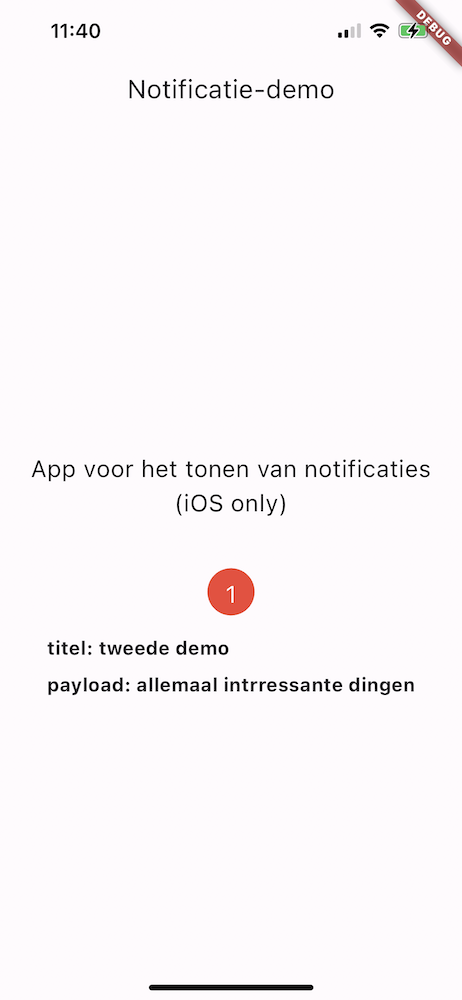 11:40
DEBUG
Notificatie-demo
App voor het tonen van notificaties
(iOS only)
1
titel: tweede demo
payload: allemaal intrressante dingen